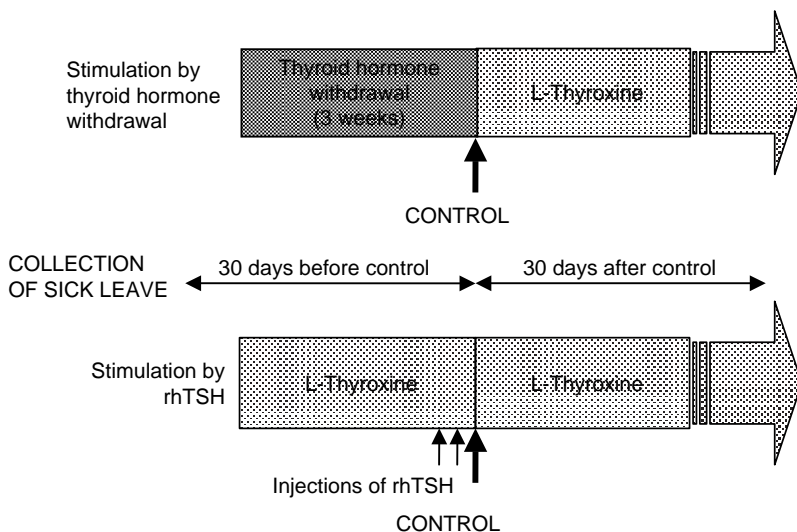 Stimulation by
thyroid hormone
withdrawal
Thyroid hormone
withdrawal
(3 weeks)
L-Thyroxine
CONTROL
COLLECTION
OF SICK LEAVE
30 days before control
30 days after control
Stimulation by
rhTSH
L-Thyroxine
L-Thyroxine
Injections of rhTSH
CONTROL